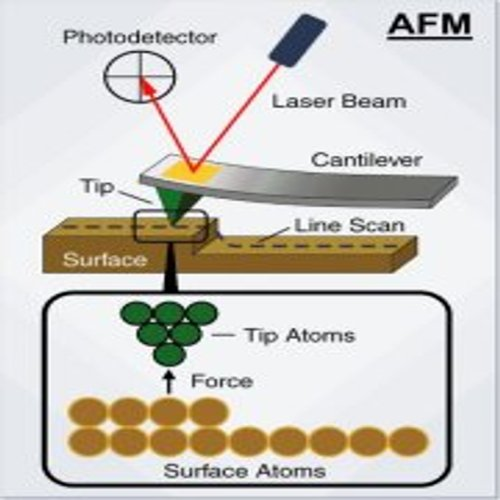 AFM
Photodetector
Laser Beam
Cantilever
Tip
Line Scan
Surface
Tip Atoms
Force
Surface Atoms